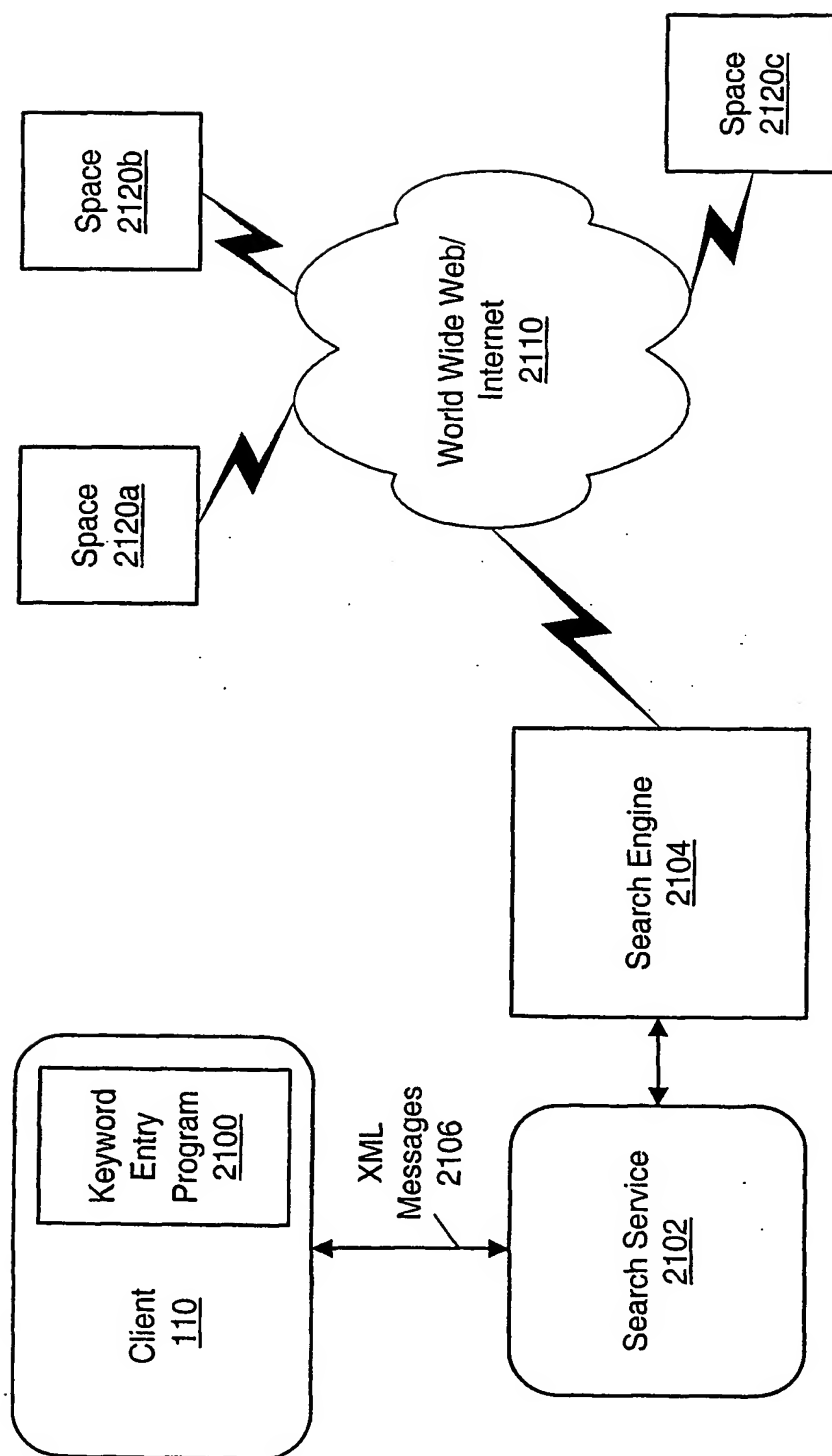 Client
110
Keyword
Entry
Program
2100
XML
Messages
2106
Search Service
2102
Search Engine
2104
World Wide Web/
Internet
2110
Space
2120a
Space
2120b
Space
2120c